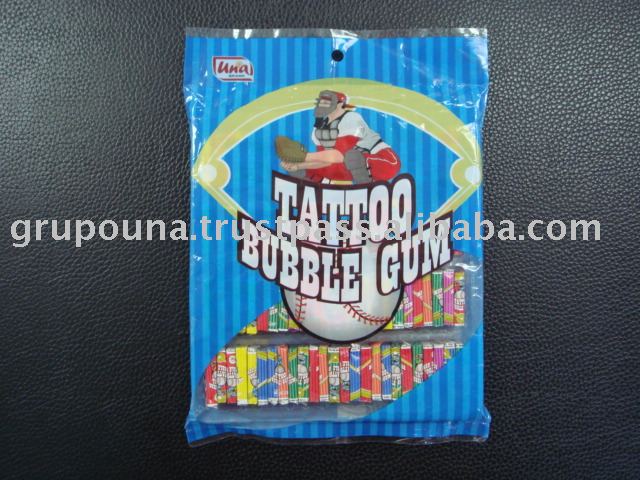 Una
TATTOO
grupouna.trustpass.alibaba.com
BUBBLE GUM